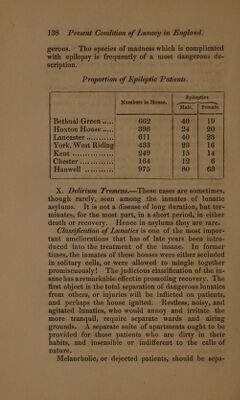 138 Present Condition of Lunacy in England.
gerous. The species of madness which is complicated
with epilepsy is frequently of a most dangerous de-
scription.
Proportion of Epileptic Patients.
Numbers in House. Epileptics.
Male. Female.
Bethnal Green ..... 662 40 19
Hoxton House ..... 396 24 20
Lancaster ............ 611 40 23
York, West Riding 433 23 16
Kent .................. 249 15 14
Chester ............... 164 12 6
Hanwell ............ 975 80 63
X. Delirium Tremens.—These cases are sometimes,
though rarely, seen among the inmates of lunatic
asylums. It is not a disease of long duration, but ter-
minates, for the most part, in a short period, in either
death or recovery. Hence in asylums they are rare.
Classification of Lunatics is one of the most impor-
tant ameliorations that has of late years been intro-
duced into the treatment of the insane. In former
times, the inmates of these houses were either secluded
in solitary cells, or were allowed to mingle together
promiscuously! The judicious classification of the in-
sane has a remarkable effect in promoting recovery. The
first object is the total separation of dangerous lunatics
from others, or injuries will be inflicted on patients,
and perhaps the house ignited. Restless, noisy, and
agitated lunatics, who would annoy and irritate the
more tranquil, require separate wards and airing
grounds. A separate suite of apartments ought to be
provided for those patients who are dirty in their
habits, and insensible or indifferent to the calls of
nature.
Melancholic, or dejected patients, should be sepa-